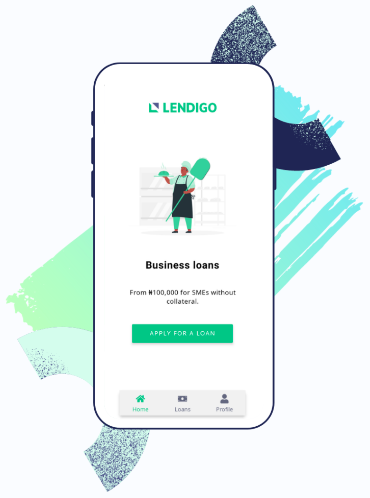 LENDIGO
Business loans
From ₦100,000 for SMEs without
collateral.
APPLY FOR A LOAN
Home Loans Profile